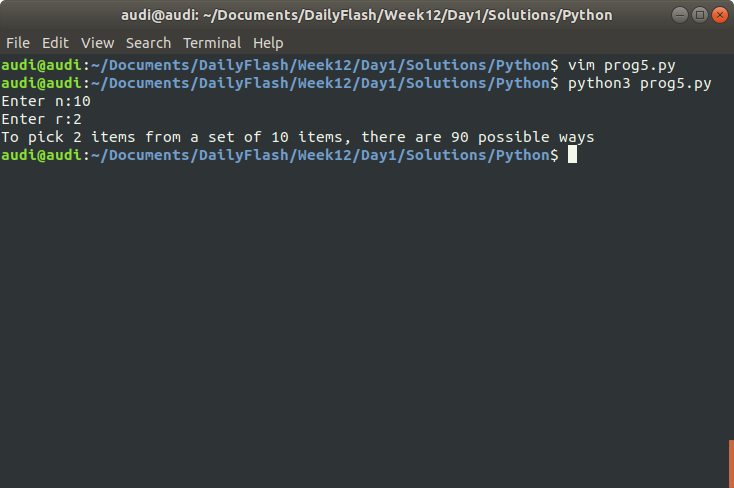 audi@audi: ~/Documents/DailyFlash/Week12/Day1/Solutions/Python
File Edit View Search Terminal Help
audi@audi:~/Documents/DailyFlash/Week12/Day1/Solutions/Python$ vim prog5.py
audi@audi:~/Documents/DailyFlash/Week12/Day1/Solutions/Python$ python3 prog5.py
Enter n:10
Enter r:2
To pick 2 items from a set of 10 items, there are 90 possible ways
audi@audi:~/Documents/DailyFlash/Week12/Day1/Solutions/Python$